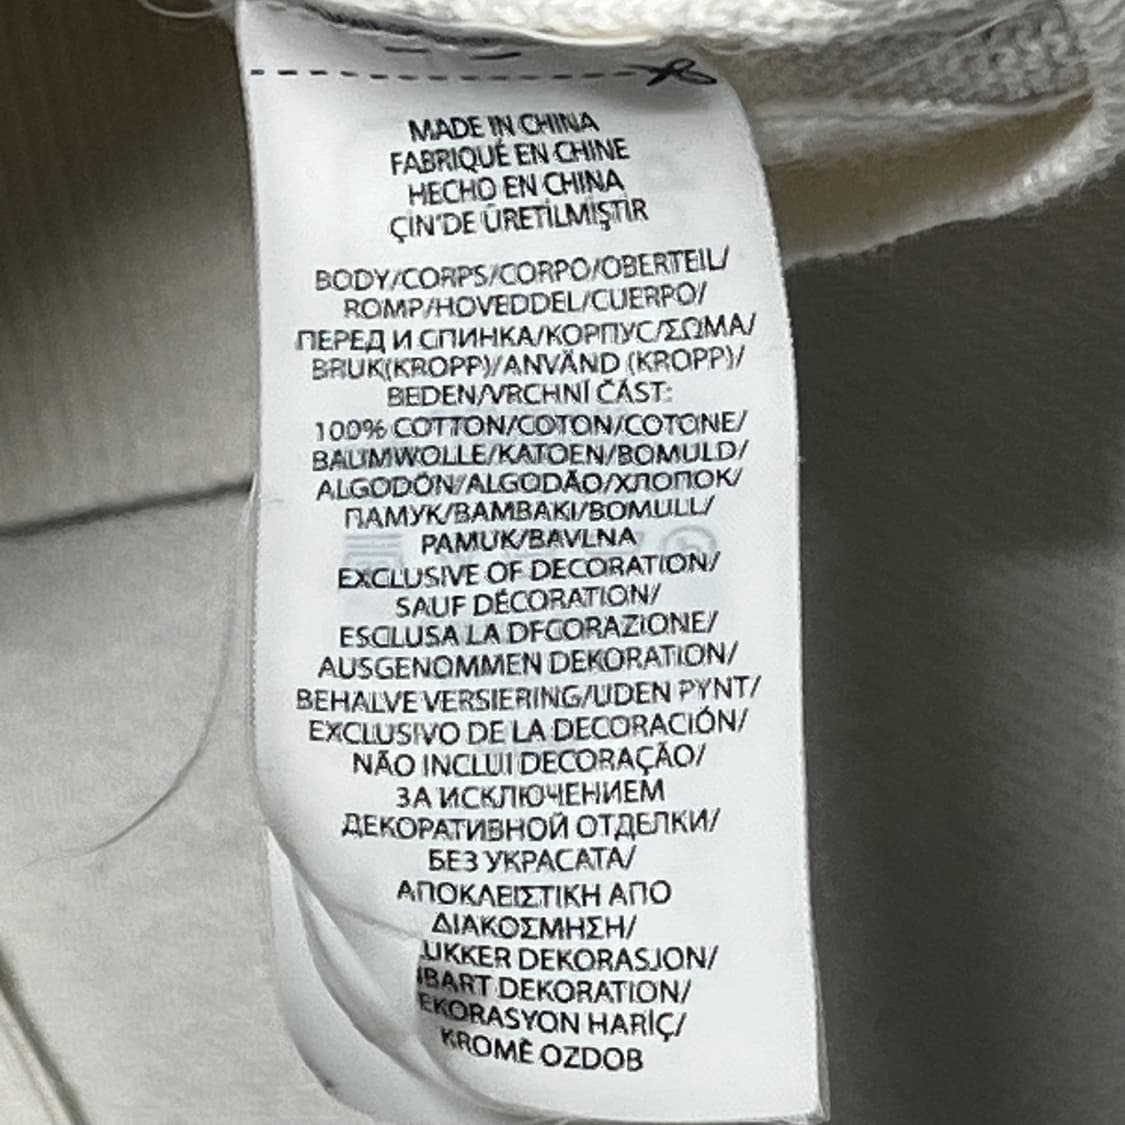 MADE IN CHINA
FABRIQUÉ EN CHINE
HECHO EN CHINA
ÇİN'DE ÜRETİLMİŞTİR
BODY/CORPS/CORPO/OBERTEIL/
ROMP/HOVEDDEL/CUERPO/
ПЕРЕД И СПИНКА/КОРПУС/ΣΩΜΑ/
BRUK(KROPP)/ANVÄND (KROPP)/
BEDEN/VRCHNÍ ČÁST:
100% COTTON/COTON/COTONE/
BAUMWOLLE/KATOEN/BOMULD/
ALGODÓN/ALGODÃO/ХЛОПОК/
ПАМУК/BAMBAKI/BOMULL/
PAMUK/BAVLNA
EXCLUSIVE OF DECORATION/
SAUF DÉCORATION/
ESCLUSA LA DECORAZIONE/
AUSGENOMMEN DEKORATION/
BEHALVE VERSIERING/UDEN PYNT/
EXCLUSIVO DE LA DECORACIÓN/
NÃO INCLUI DECORAÇÃO/
ЗА ИСКЛЮЧЕНИЕМ
ДЕКОРАТИВНОЙ ОТДЕЛКИ/
БЕЗ УКРАСАТА/
ΑΠΟΚΛΕΙΣΤΙΚΗ ΑΠΟ
ΔΙΑΚΟΣΜΗΣΗ/
UKKER DEKORASJON/
BART DEKORATION/
EKORASYON HARİÇ/
KROMĚ OZDOB